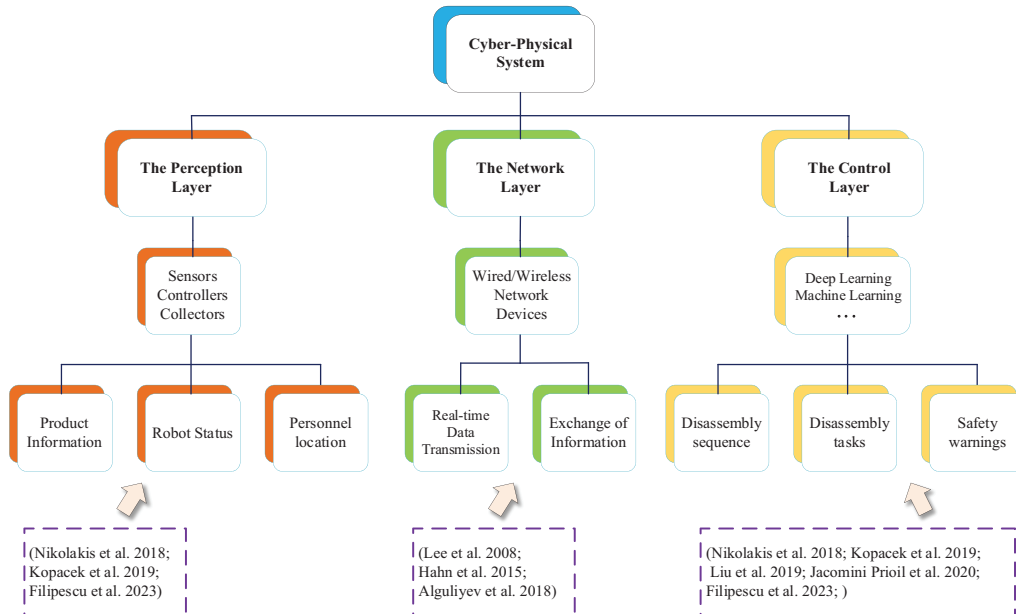 Cyber-Physical
System
The Perception
Layer
The Network
Layer
The Control
Layer
Sensors
Controllers
Collectors
Wired/Wireless
Network
Devices
Deep Learning
Machine Learning
...
Product
Information
Robot Status
Personnel
location
Real-time
Data
Transmission
Exchange of
Information
Disassembly
sequence
Disassembly
tasks
Safety
warnings
(Nikolakis et al. 2018;
Kopacek et al. 2019;
Filipescu et al. 2023)
(Lee et al. 2008;
Hahn et al. 2015;
Alguliyev et al. 2018)
(Nikolakis et al. 2018; Kopacek et al. 2019;
Liu et al. 2019; Jacomini Prioil et al. 2020;
Filipescu et al. 2023; )